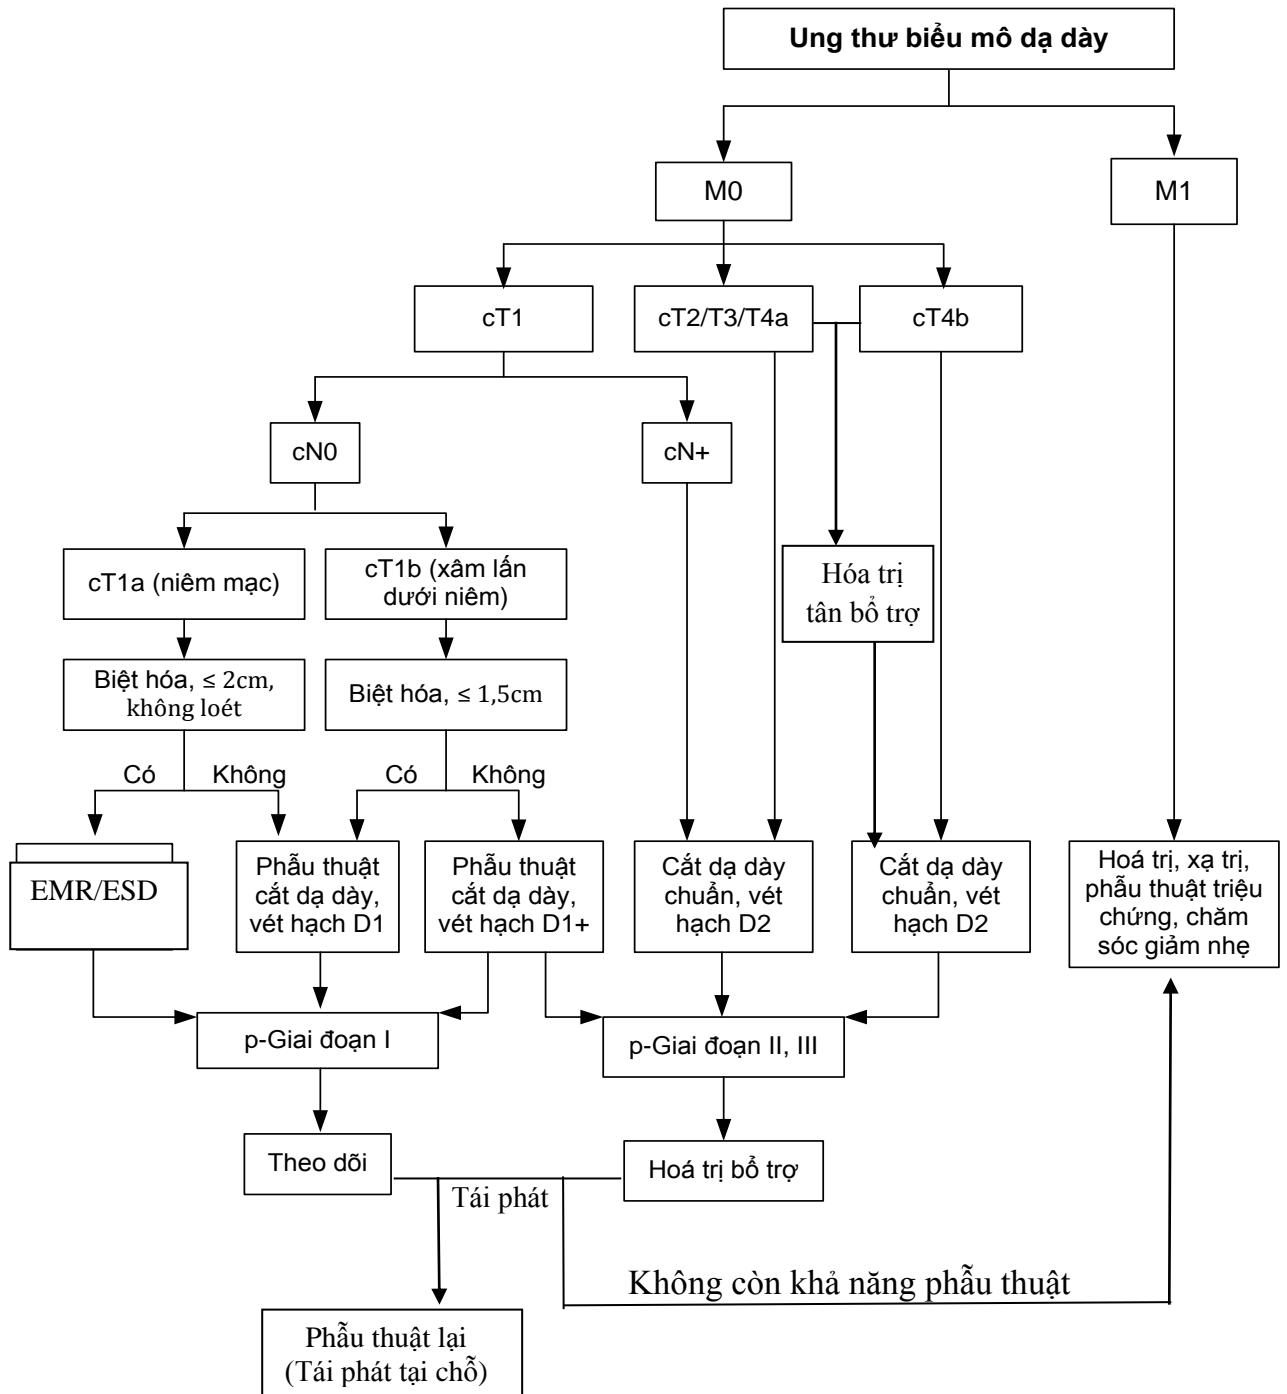 Ung thư biểu mô dạ dày
M0
M1
cT1
cT2/T3/T4a
cT4b
cN0
cN+
cT1a (niêm mạc)
cT1b (xâm lấn
dưới niêm)
Hóa trị
tân bổ trợ
Biệt hóa, ≤ 2cm,
không loét
Biệt hóa, ≤ 1,5cm
Có
Không
Có
Không
EMR/ESD
Phẫu thuật
cắt dạ dày,
vét hạch D1
Phẫu thuật
cắt dạ dày,
vét hạch D1+
Cắt dạ dày
chuẩn, vét
hạch D2
Cắt dạ dày
chuẩn, vét
hạch D2
Hoá trị, xạ trị,
phẫu thuật triệu
chứng, chăm
sóc giảm nhẹ
p-Giai đoạn I
p-Giai đoạn II, III
Theo dõi
Hoá trị bổ trợ
Tái phát
Không còn khả năng phẫu thuật
Phẫu thuật lại
(Tái phát tại chỗ)